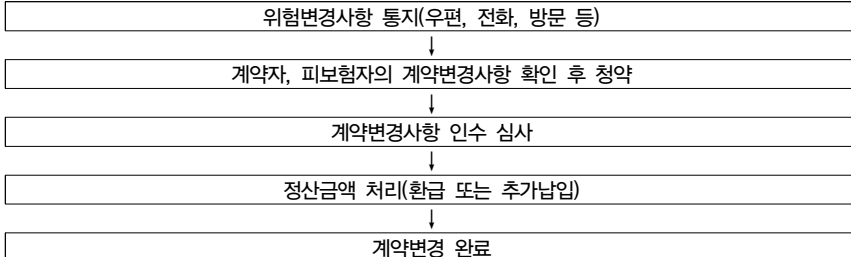 위험변경사항 통지(우편, 전화, 방문 등)
계약자, 피보험자의 계약변경사항 확인 후 청약
계약변경사항 인수 심사
정산금액 처리(환급 또는 추가납입)
계약변경 완료